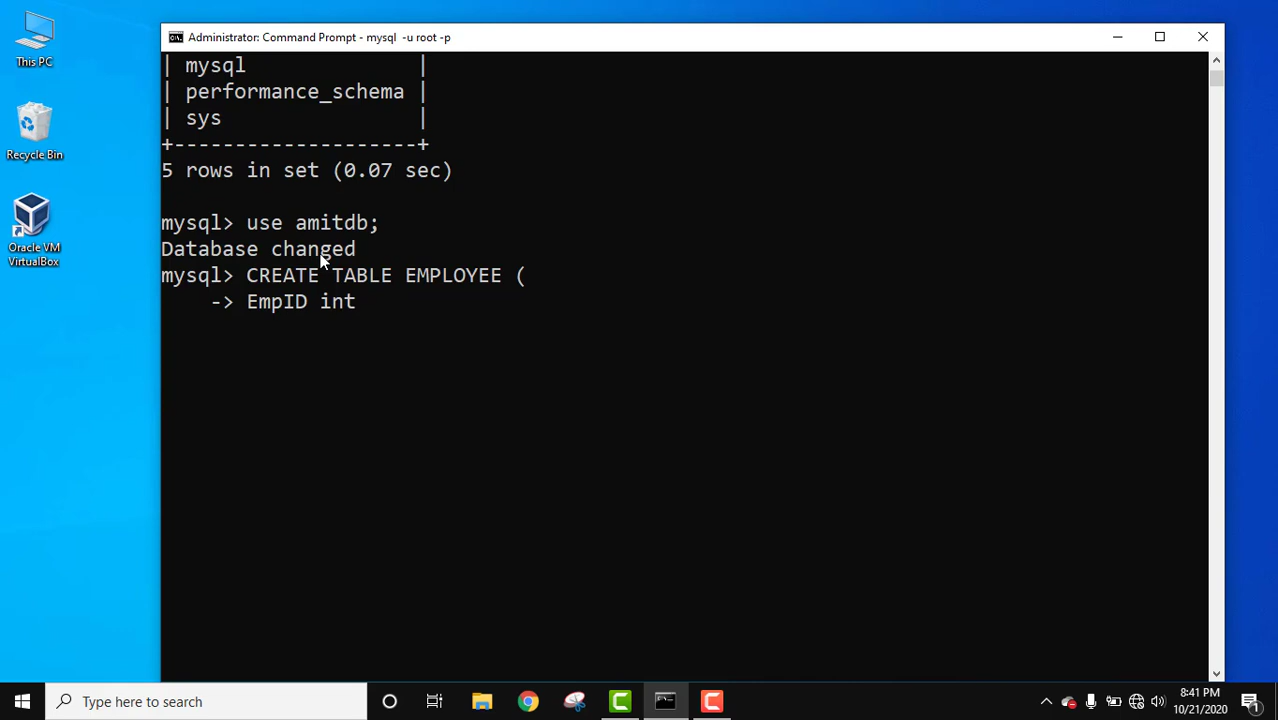 This PC
Recycle Bin
Oracle VM
VirtualBox
Administrator: Command Prompt - mysql  -u root -p
| mysql              |
| performance_schema |
| sys                |
+--------------------+
5 rows in set (0.07 sec)
mysql> use amitdb;
Database changed
mysql> CREATE TABLE EMPLOYEE (
    -> EmpID int
Type here to search
8:41 PM
10/21/2020
1